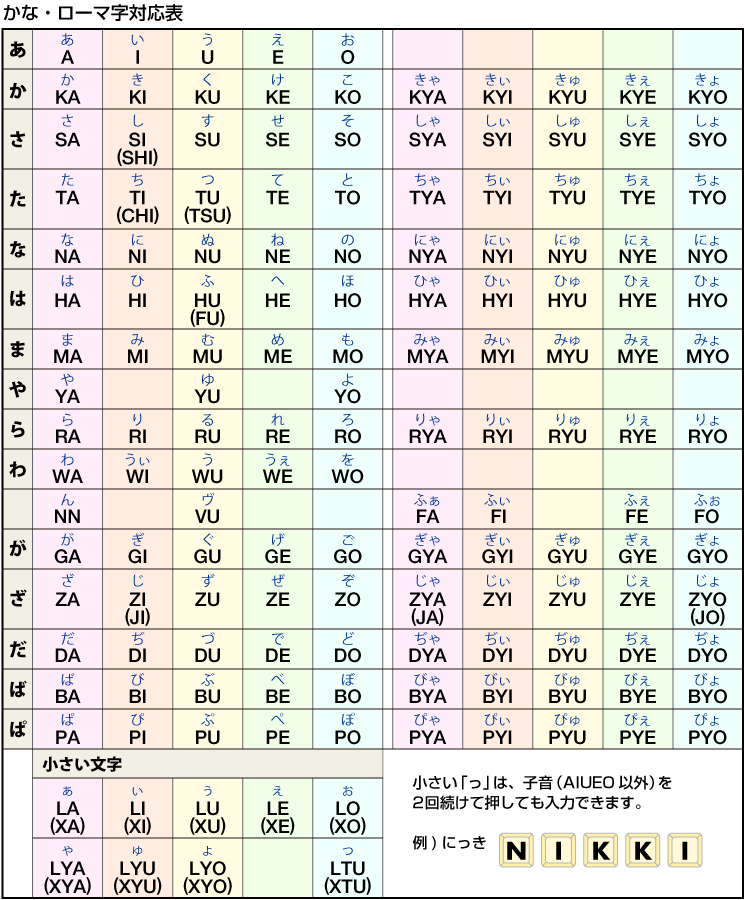 かな・ローマ字対応表
あ あ い う え お
A I U E O
か か き く け こ きゃ きぃ きゅ きぇ きょ
KA KI KU KE KO KYA KYI KYU KYE KYO
さ さ し す せ そ しゃ しぃ しゅ しぇ しょ
SA SI SU SE SO SYA SYI SYU SYE SYO
(SHI)
た た ち つ て と ちゃ ちぃ ちゅ ちぇ ちょ
TA TI TU TE TO TYA TYI TYU TYE TYO
(CHI) (TSU)
な な に ぬ ね の にゃ にぃ にゅ にぇ にょ
NA NI NU NE NO NYA NYI NYU NYE NYO
は は ひ ふ へ ほ ひゃ ひぃ ひゅ ひぇ ひょ
HA HI HU HE HO HYA HYI HYU HYE HYO
(FU)
ま ま み む め も みゃ みぃ みゅ みぇ みょ
MA MI MU ME MO MYA MYI MYU MYE MYO
や や ゆ よ
YA YU YO
ら ら り る れ ろ りゃ りぃ りゅ りぇ りょ
RA RI RU RE RO RYA RYI RYU RYE RYO
わ わ うぃ う うぇ を
WA WI WU WE WO
ん ヴ ふぁ ふぃ ふぇ ふぉ
NN VU FA FI FE FO
が が ぎ ぐ げ ご ぎゃ ぎぃ ぎゅ ぎぇ ぎょ
GA GI GU GE GO GYA GYI GYU GYE GYO
ざ ざ じ ず ぜ ぞ じゃ じぃ じゅ じぇ じょ
ZA ZI ZU ZE ZO ZYA ZYI ZYU ZYE ZYO
(JI) (JA) (JO)
だ だ ぢ づ で ど ぢゃ ぢぃ ぢゅ ぢぇ ぢょ
DA DI DU DE DO DYA DYI DYU DYE DYO
ば ば び ぶ べ ぼ びゃ びぃ びゅ びぇ びょ
BA BI BU BE BO BYA BYI BYU BYE BYO
ぱ ぱ ぴ ぷ ぺ ぽ ぴゃ ぴぃ ぴゅ ぴぇ ぴょ
PA PI PU PE PO PYA PYI PYU PYE PYO
小さい文字
ぁ ぃ ぅ ぇ ぉ
LA LI LU LE LO
(XA) (XI) (XU) (XE) (XO)
ゃ ゅ ょ っ
LYA LYU LYO LTU
(XYA) (XYU) (XYO) (XTU)
小さい「っ」は、子音（AIUEO 以外）を
2回続けて押しても入力できます。
例）にっき N I K K I